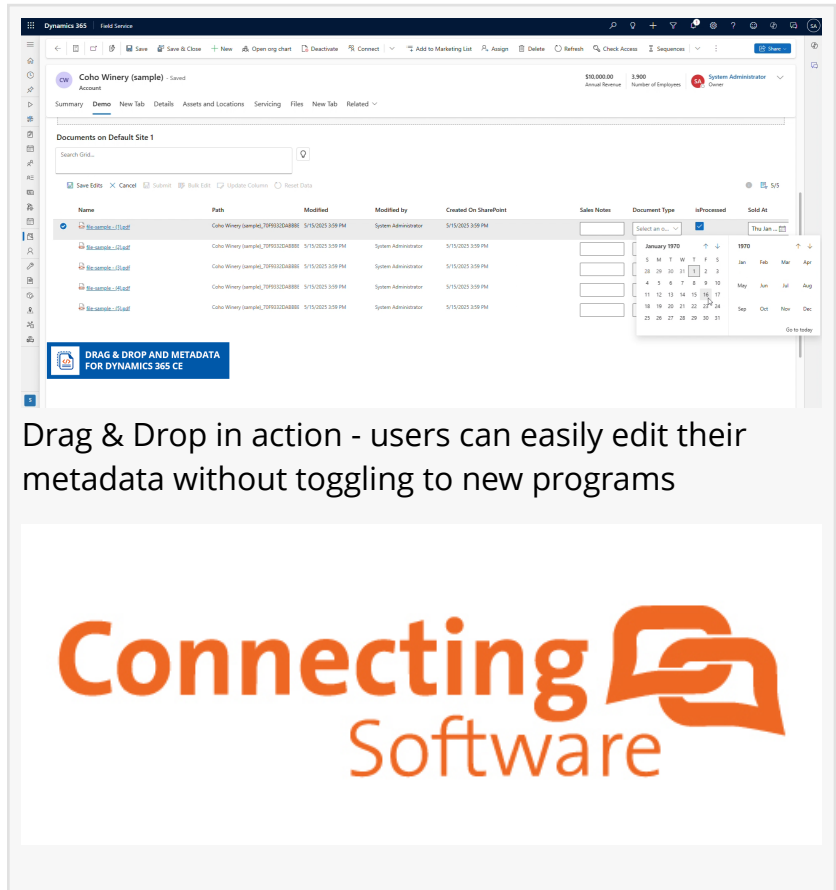 Dynamics 365 Field Service SA
Save Save & Close New Open org chart Deactivate Connect Add to Marketing List Assign Delete Refresh Check Access Sequences Share
CW Coho Winery (sample) - Saved
Account
$10,000.00
Annual Revenue
3.900
Number of Employees
SA System Administrator
Owner
Summary Demo New Tab Details Assets and Locations Servicing Files New Tab Related
Documents on Default Site 1
Search Grid...
Save Edits Cancel Submit Bulk Edit Update Column Reset Data 5/5
Name Path Modified Modified by Created On SharePoint Sales Notes Document Type isProcessed Sold At
file-sample - (1).pdf 5/15/2025 3:59 PM System Administrator 5/15/2025 3:59 PM Select an o... Thu Jan ...
file-sample - (2).pdf 5/15/2025 3:59 PM System Administrator 5/15/2025 3:59 PM
file-sample - (3).pdf 5/15/2025 3:59 PM System Administrator 5/15/2025 3:59 PM
file-sample - (4).pdf 5/15/2025 3:59 PM System Administrator 5/15/2025 3:59 PM
file-sample - (5).pdf 5/15/2025 3:59 PM System Administrator 5/15/2025 3:59 PM
January 1970
S M T W T F S
28 29 30 31 1 2 3
4 5 6 7 8 9 10
11 12 13 14 15 16 17
18 19 20 21 22 23 24
25 26 27 28 29 30 31
1970
Jan Feb Mar Apr
May Jun Jul Aug
Sep Oct Nov Dec
Go to today
DRAG & DROP AND METADATA
FOR DYNAMICS 365 CE
S
Drag & Drop in action - users can easily edit their
metadata without toggling to new programs
Connecting
Software